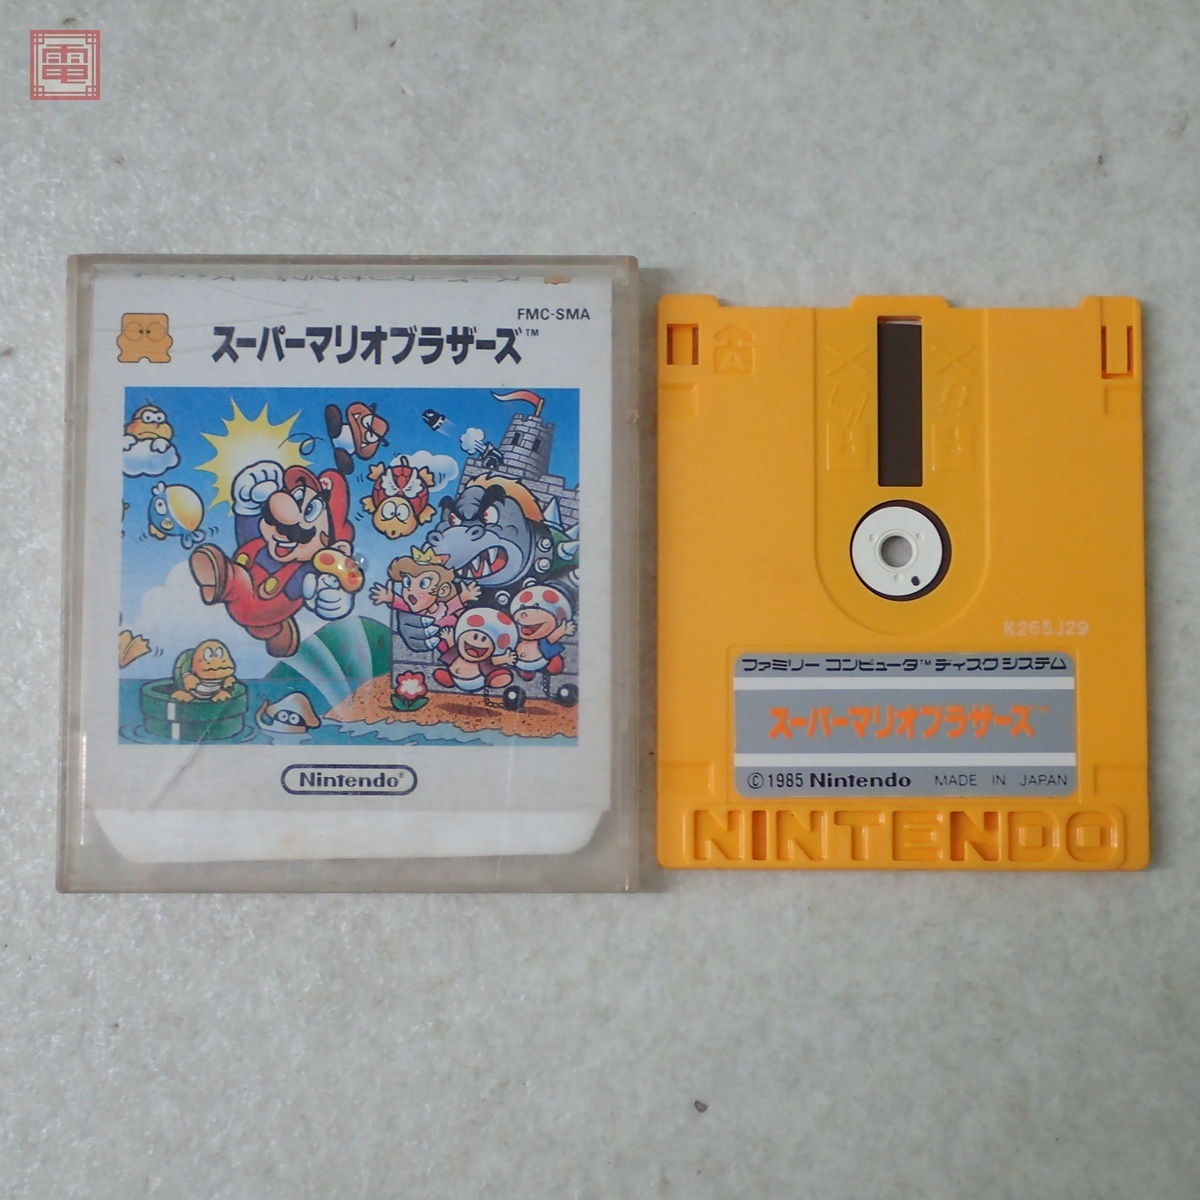 電
FMC-SMA
スーパーマリオブラザーズ™
Nintendo®
A
K265J29
ファミリー コンピュータ™ ディスク システム
スーパーマリオブラザーズ™
©1985 Nintendo MADE IN JAPAN
NINTENDO